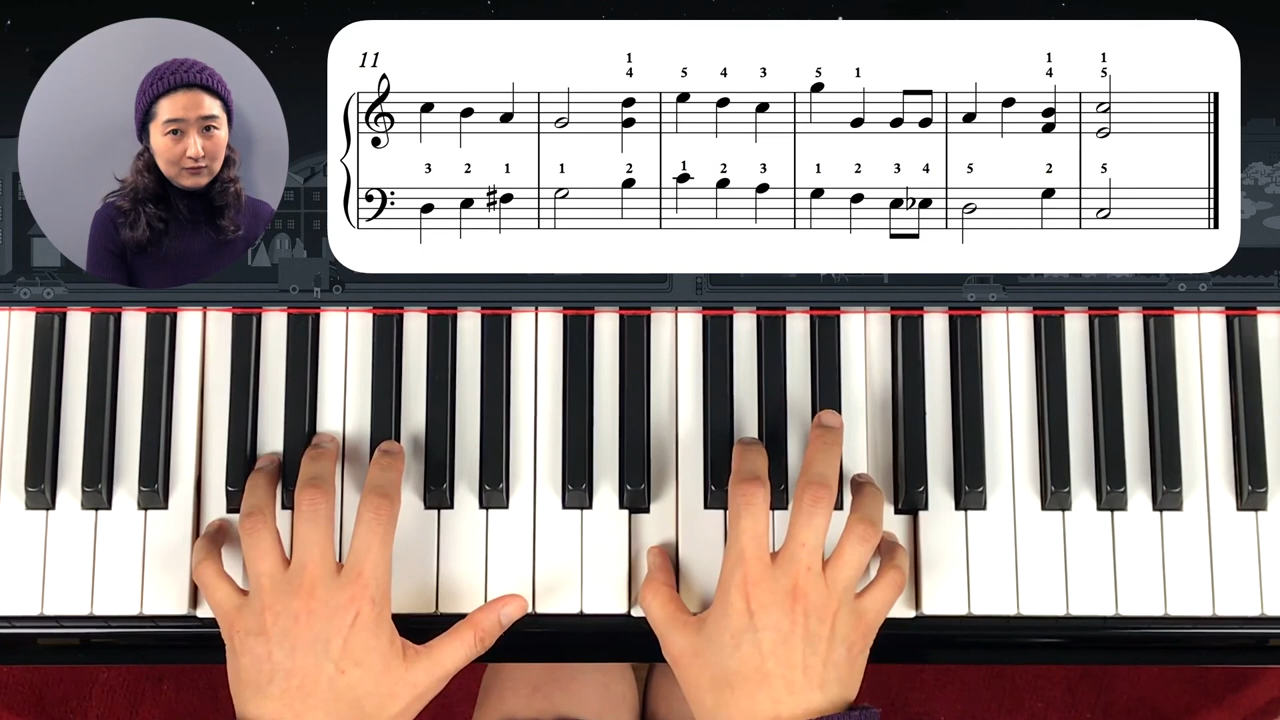 11
1 1 1
4 5 4 3 5 1 4 5
3 2 1 1 2 1 2 3 1 2 3 4 5 2 5